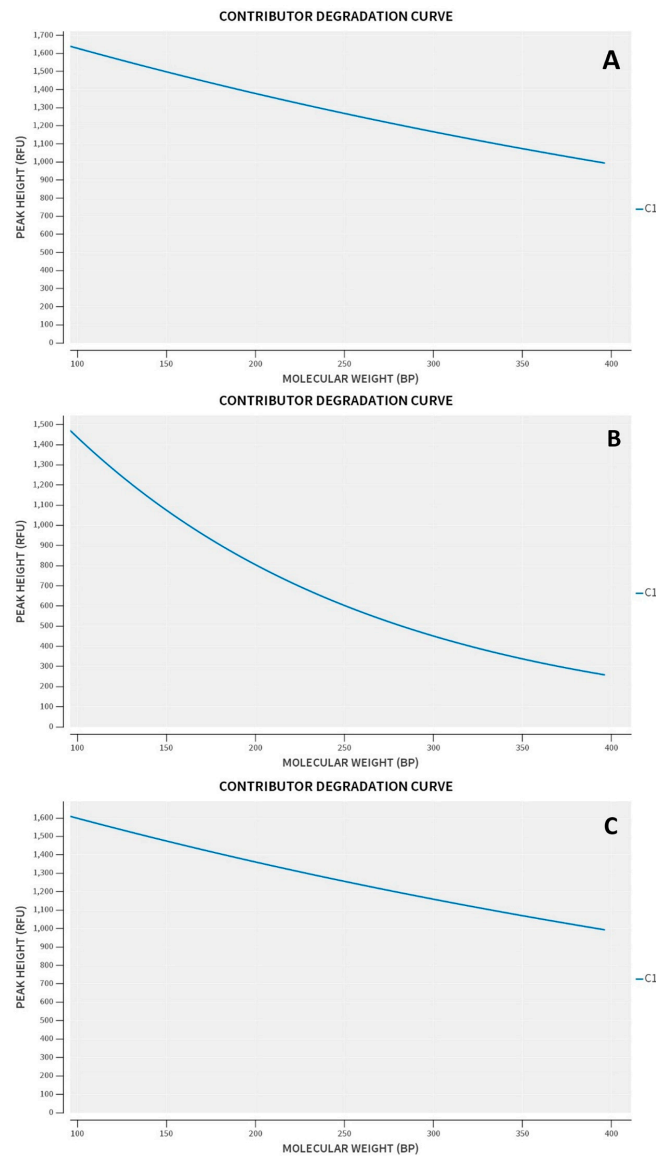 CONTRIBUTOR DEGRADATION CURVE
A
1,700
1,600
1,500
1,400
1,300
1,200
1,100
1,000
900
800
700
600
500
400
300
200
100
0
PEAK HEIGHT (RFU)
C1
100 150 200 250 300 350 400
MOLECULAR WEIGHT (BP)
CONTRIBUTOR DEGRADATION CURVE
B
1,500
1,400
1,300
1,200
1,100
1,000
900
800
700
600
500
400
300
200
100
0
PEAK HEIGHT (RFU)
C1
100 150 200 250 300 350 400
MOLECULAR WEIGHT (BP)
CONTRIBUTOR DEGRADATION CURVE
C
1,600
1,500
1,400
1,300
1,200
1,100
1,000
900
800
700
600
500
400
300
200
100
0
PEAK HEIGHT (RFU)
C1
100 150 200 250 300 350 400
MOLECULAR WEIGHT (BP)